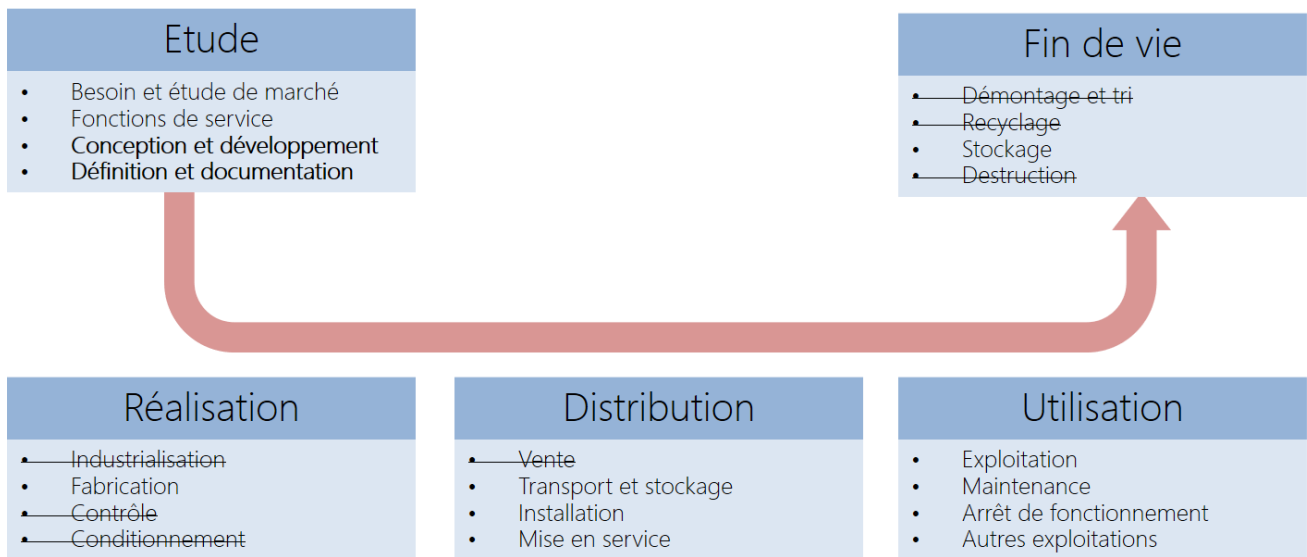 Etude
• Besoin et étude de marché
• Fonctions de service
• Conception et développement
• Définition et documentation
Fin de vie
• Démontage et tri
• Recyclage
• Stockage
• Destruction
Réalisation
• Industrialisation
• Fabrication
• Contrôle
• Conditionnement
Distribution
• Vente
• Transport et stockage
• Installation
• Mise en service
Utilisation
• Exploitation
• Maintenance
• Arrêt de fonctionnement
• Autres exploitations